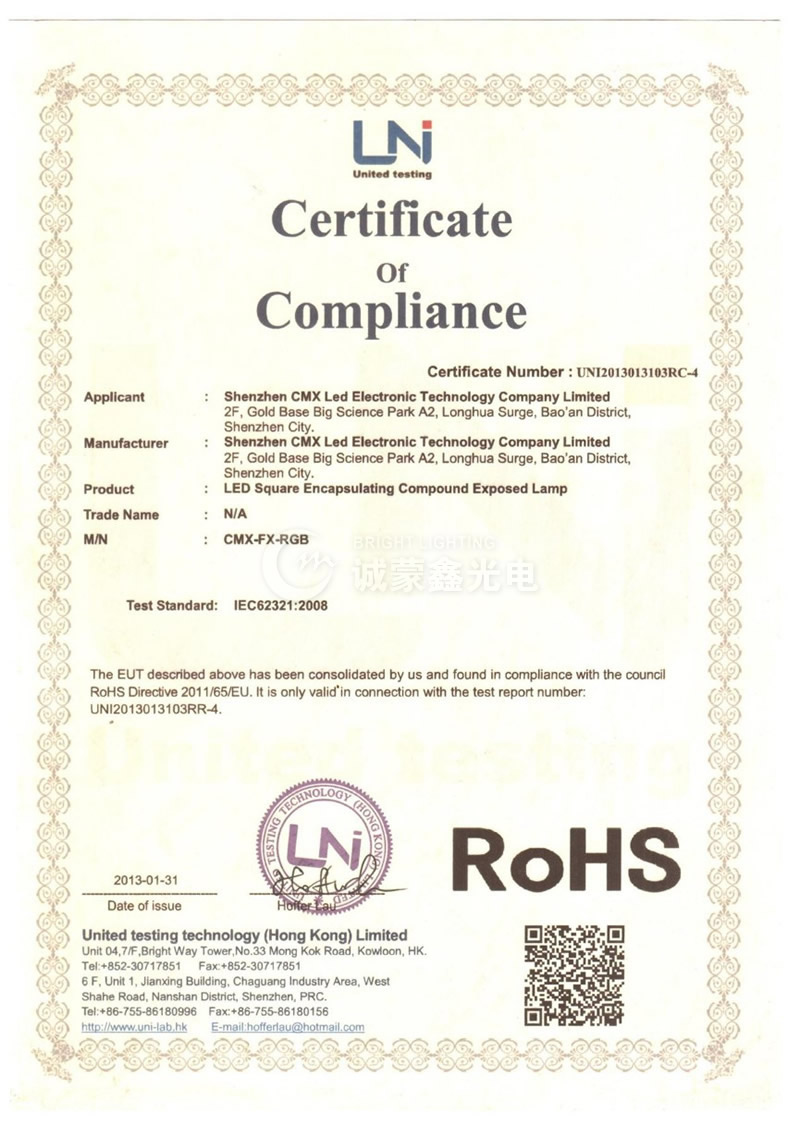 UNi
United testing
Certificate
Of
Compliance
Certificate Number : UNI2013013103RC-4
Applicant : Shenzhen CMX Led Electronic Technology Company Limited
2F, Gold Base Big Science Park A2, Longhua Surge, Bao'an District,
Shenzhen City.
Manufacturer : Shenzhen CMX Led Electronic Technology Company Limited
2F, Gold Base Big Science Park A2, Longhua Surge, Bao'an District,
Shenzhen City.
Product : LED Square Encapsulating Compound Exposed Lamp
Trade Name : N/A
M/N : CMX-FX-RGB
BRIGHT LIGHTING
诚蒙鑫光电
Test Standard: IEC62321:2008
The EUT described above has been consolidated by us and found in compliance with the council
RoHS Directive 2011/65/EU. It is only valid in connection with the test report number:
UNI2013013103RR-4.
United testing
UNITED TESTING TECHNOLOGY (HONG KONG) LIMITED
UNi
RoHS
2013-01-31
Date of issue
Hoffer Lau
United testing technology (Hong Kong) Limited
Unit 04,7/F,Bright Way Tower,No.33 Mong Kok Road, Kowloon, HK.
Tel:+852-30717851 Fax:+852-30717851
6 F, Unit 1, Jianxing Building, Chaguang Industry Area, West
Shahe Road, Nanshan District, Shenzhen, PRC.
Tel:+86-755-86180996 Fax:+86-755-86180156
http://www.uni-lab.hk E-mail:hofferlau@hotmail.com